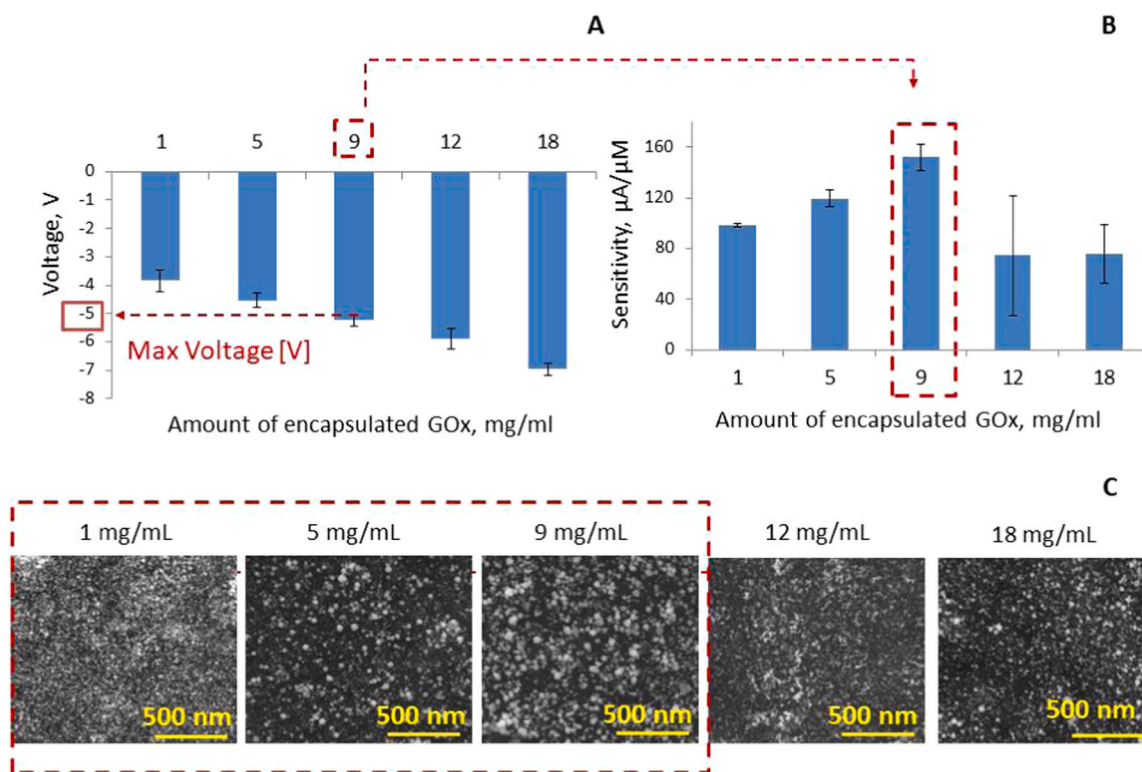 A
1 5 9 12 18
0
-1
-2
-3
-4
-5
-6
-7
-8
Voltage, V
Max Voltage [V]
Amount of encapsulated GOx, mg/ml
B
160
120
80
40
0
Sensitivity, µA/µM
1 5 9 12 18
Amount of encapsulated GOx, mg/ml
C
1 mg/mL 5 mg/mL 9 mg/mL 12 mg/mL 18 mg/mL
500 nm 500 nm 500 nm 500 nm 500 nm